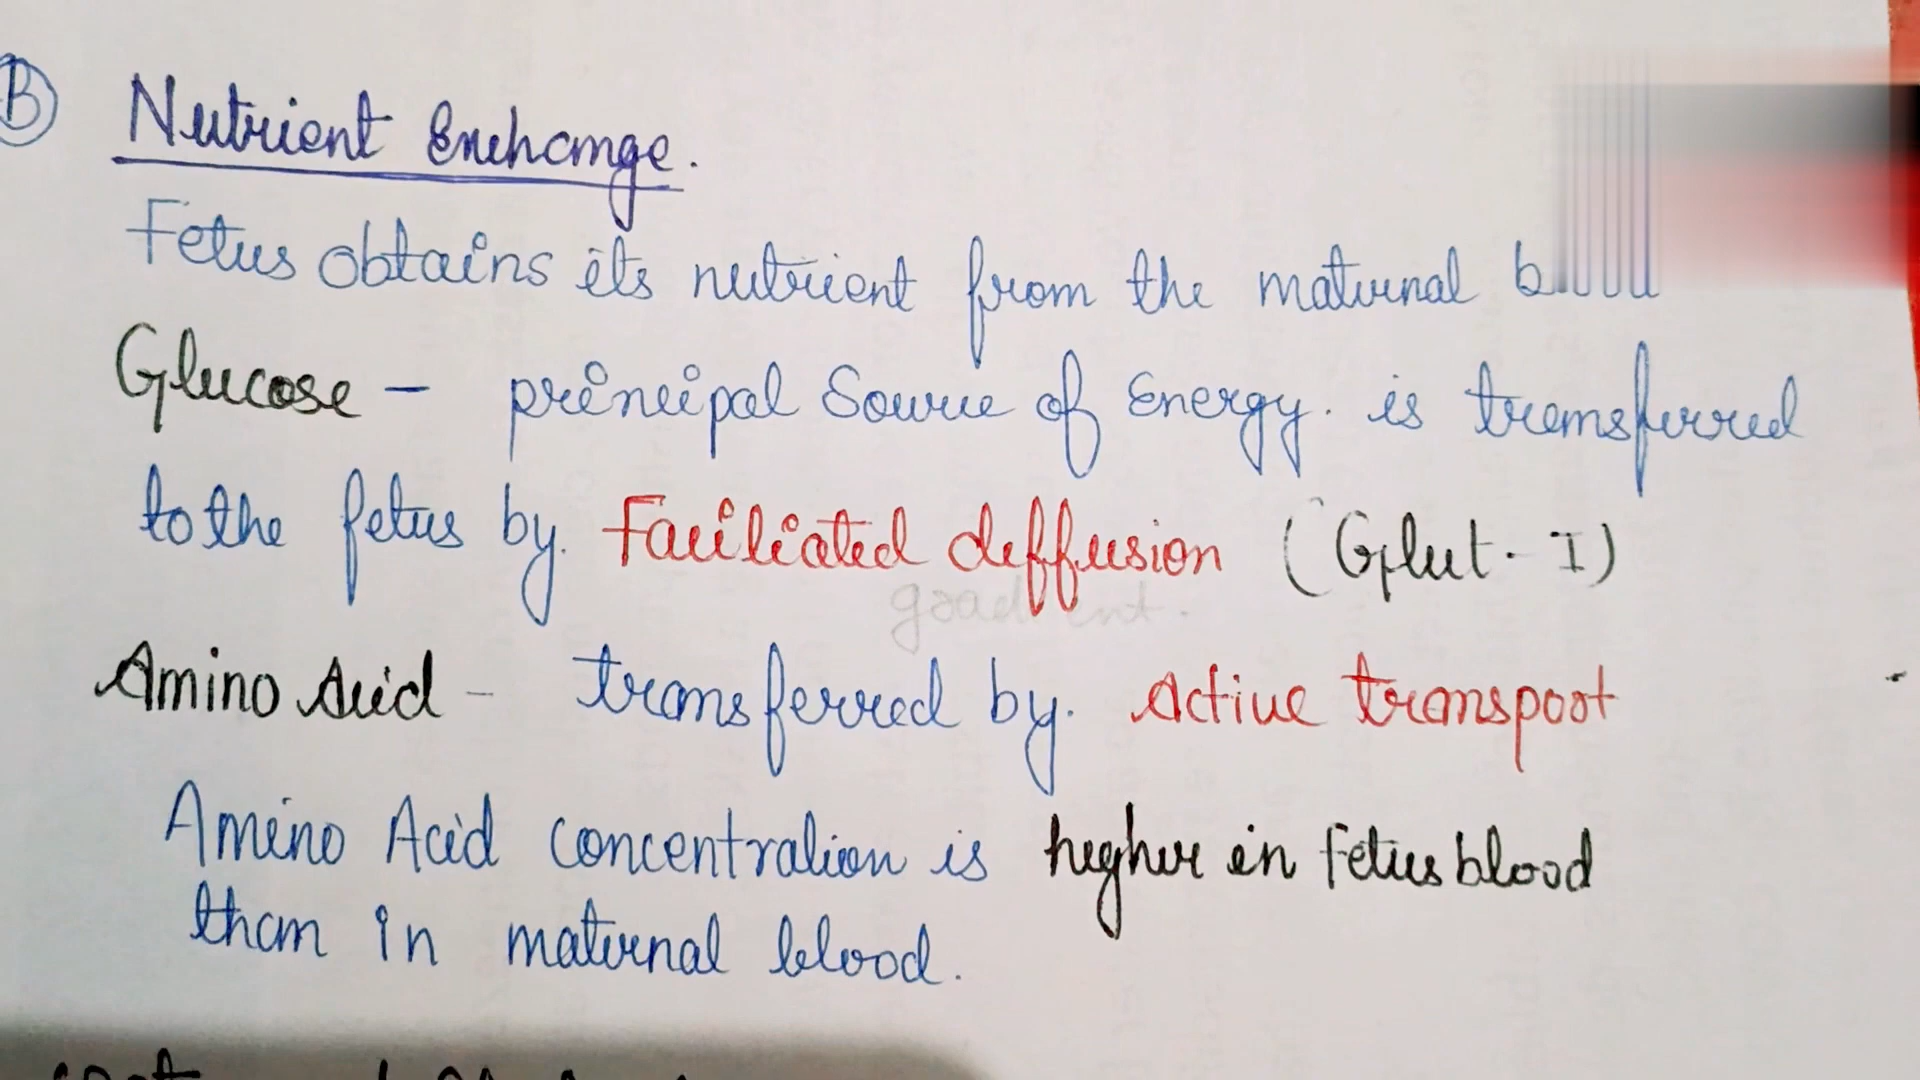 B Nutrient Exchange.
Fetus obtains its nutrient from the maternal
Glucose – principal Source of Energy. is transferred
to the fetus by. Faciliated diffusion (Glut-I)
gradient.
Amino Acid – transferred by. Active transport
Amino Acid concentration is higher in Fetus blood
than in maternal blood.